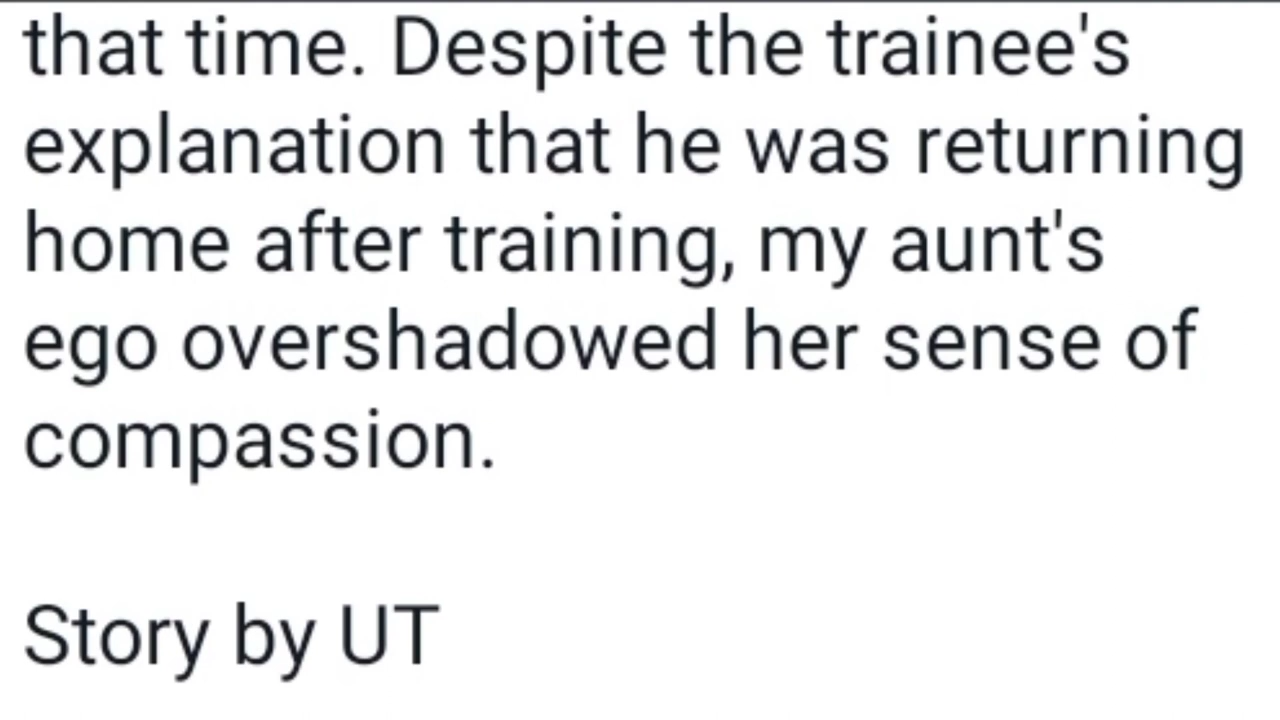 that time. Despite the trainee's
explanation that he was returning
home after training, my aunt's
ego overshadowed her sense of
compassion.
Story by UT